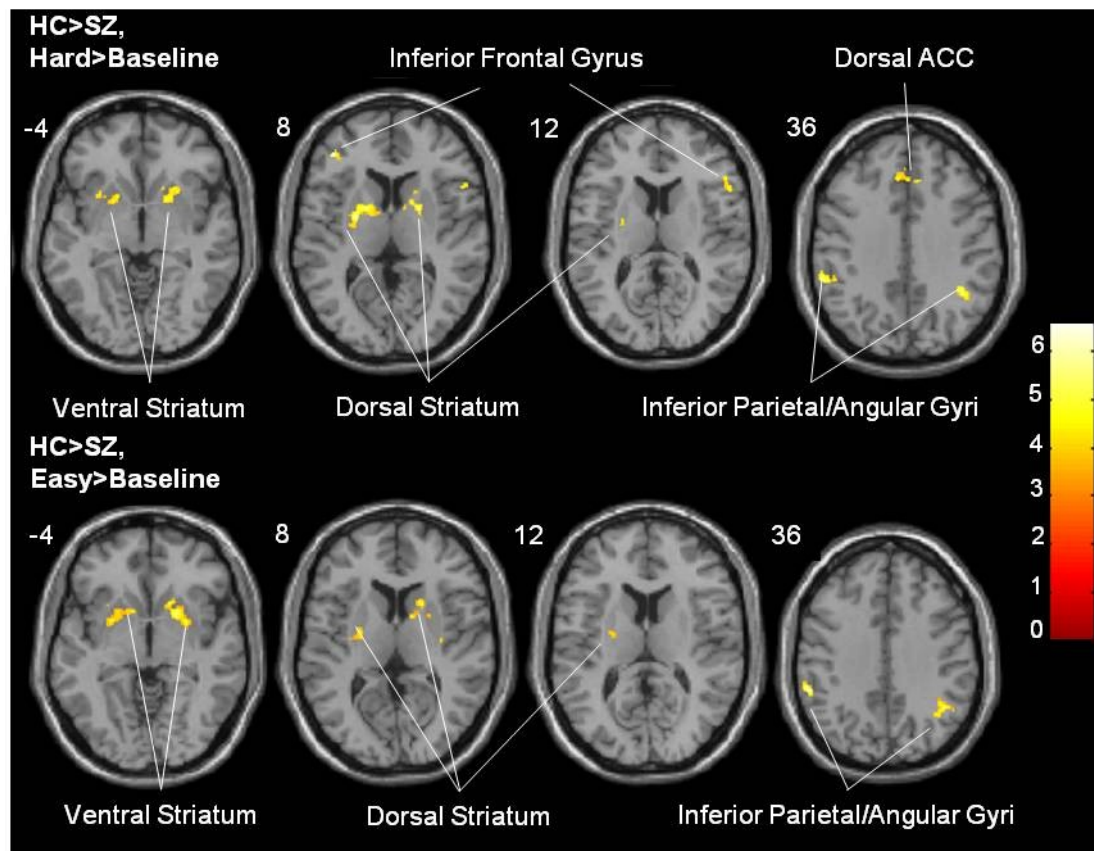 HC>SZ,
Hard>Baseline
Inferior Frontal Gyrus
Dorsal ACC
-4
8
12
36
Ventral Striatum
Dorsal Striatum
Inferior Parietal/Angular Gyri
HC>SZ,
Easy>Baseline
-4
8
12
36
Ventral Striatum
Dorsal Striatum
Inferior Parietal/Angular Gyri
6
5
4
3
2
1
0